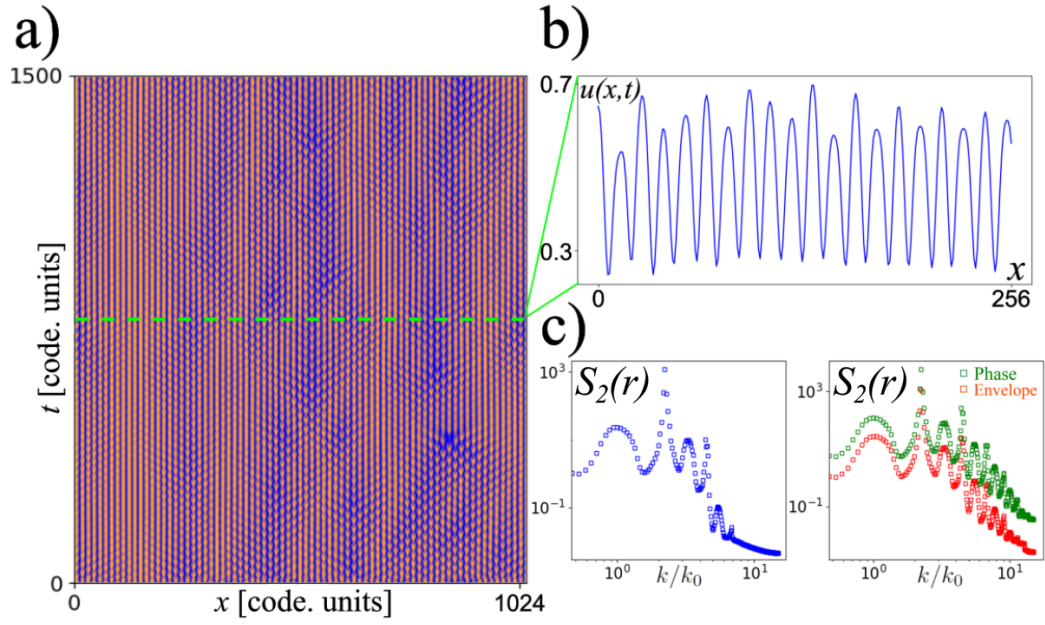 a)
1500
t [code. units]
0
0
x [code. units]
1024
b)
0.7
u(x,t)
0.3
x
0
256
c)
10³
S₂(r)
10⁻¹
10⁰
k/k₀
10¹
10³
S₂(r)
Phase
Envelope
10⁻¹
10⁰
k/k₀
10¹